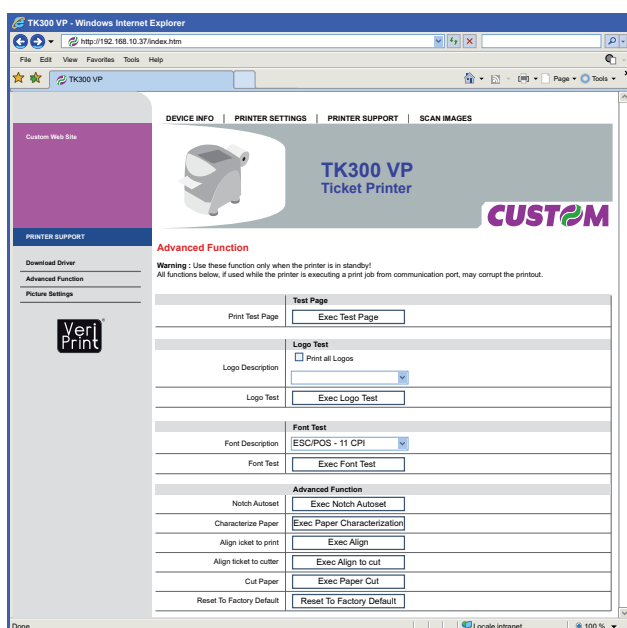 TK300 VP - Windows Internet Explorer
http://192.168.10.37/index.htm
File Edit View Favorites Tools Help
TK300 VP
Page Tools
DEVICE INFO | PRINTER SETTINGS | PRINTER SUPPORT | SCAN IMAGES
Custom Web Site
TK300 VP
Ticket Printer
CUSTOM
PRINTER SUPPORT
Download Driver
Advanced Function
Picture Settings
Veri
Print
Advanced Function
Warning : Use these function only when the printer is in standby!
All functions below, if used while the printer is executing a print job from communication port, may corrupt the printout.
Test Page
Print Test Page Exec Test Page
Logo Test
Print all Logos
Logo Description
Logo Test Exec Logo Test
Font Test
Font Description ESC/POS - 11 CPI
Font Test Exec Font Test
Advanced Function
Notch Autoset Exec Notch Autoset
Characterize Paper Exec Paper Characterization
Align icket to print Exec Align
Align ticket to cutter Exec Align to cut
Cut Paper Exec Paper Cut
Reset To Factory Default Reset To Factory Default
Done Locale intranet 100 %